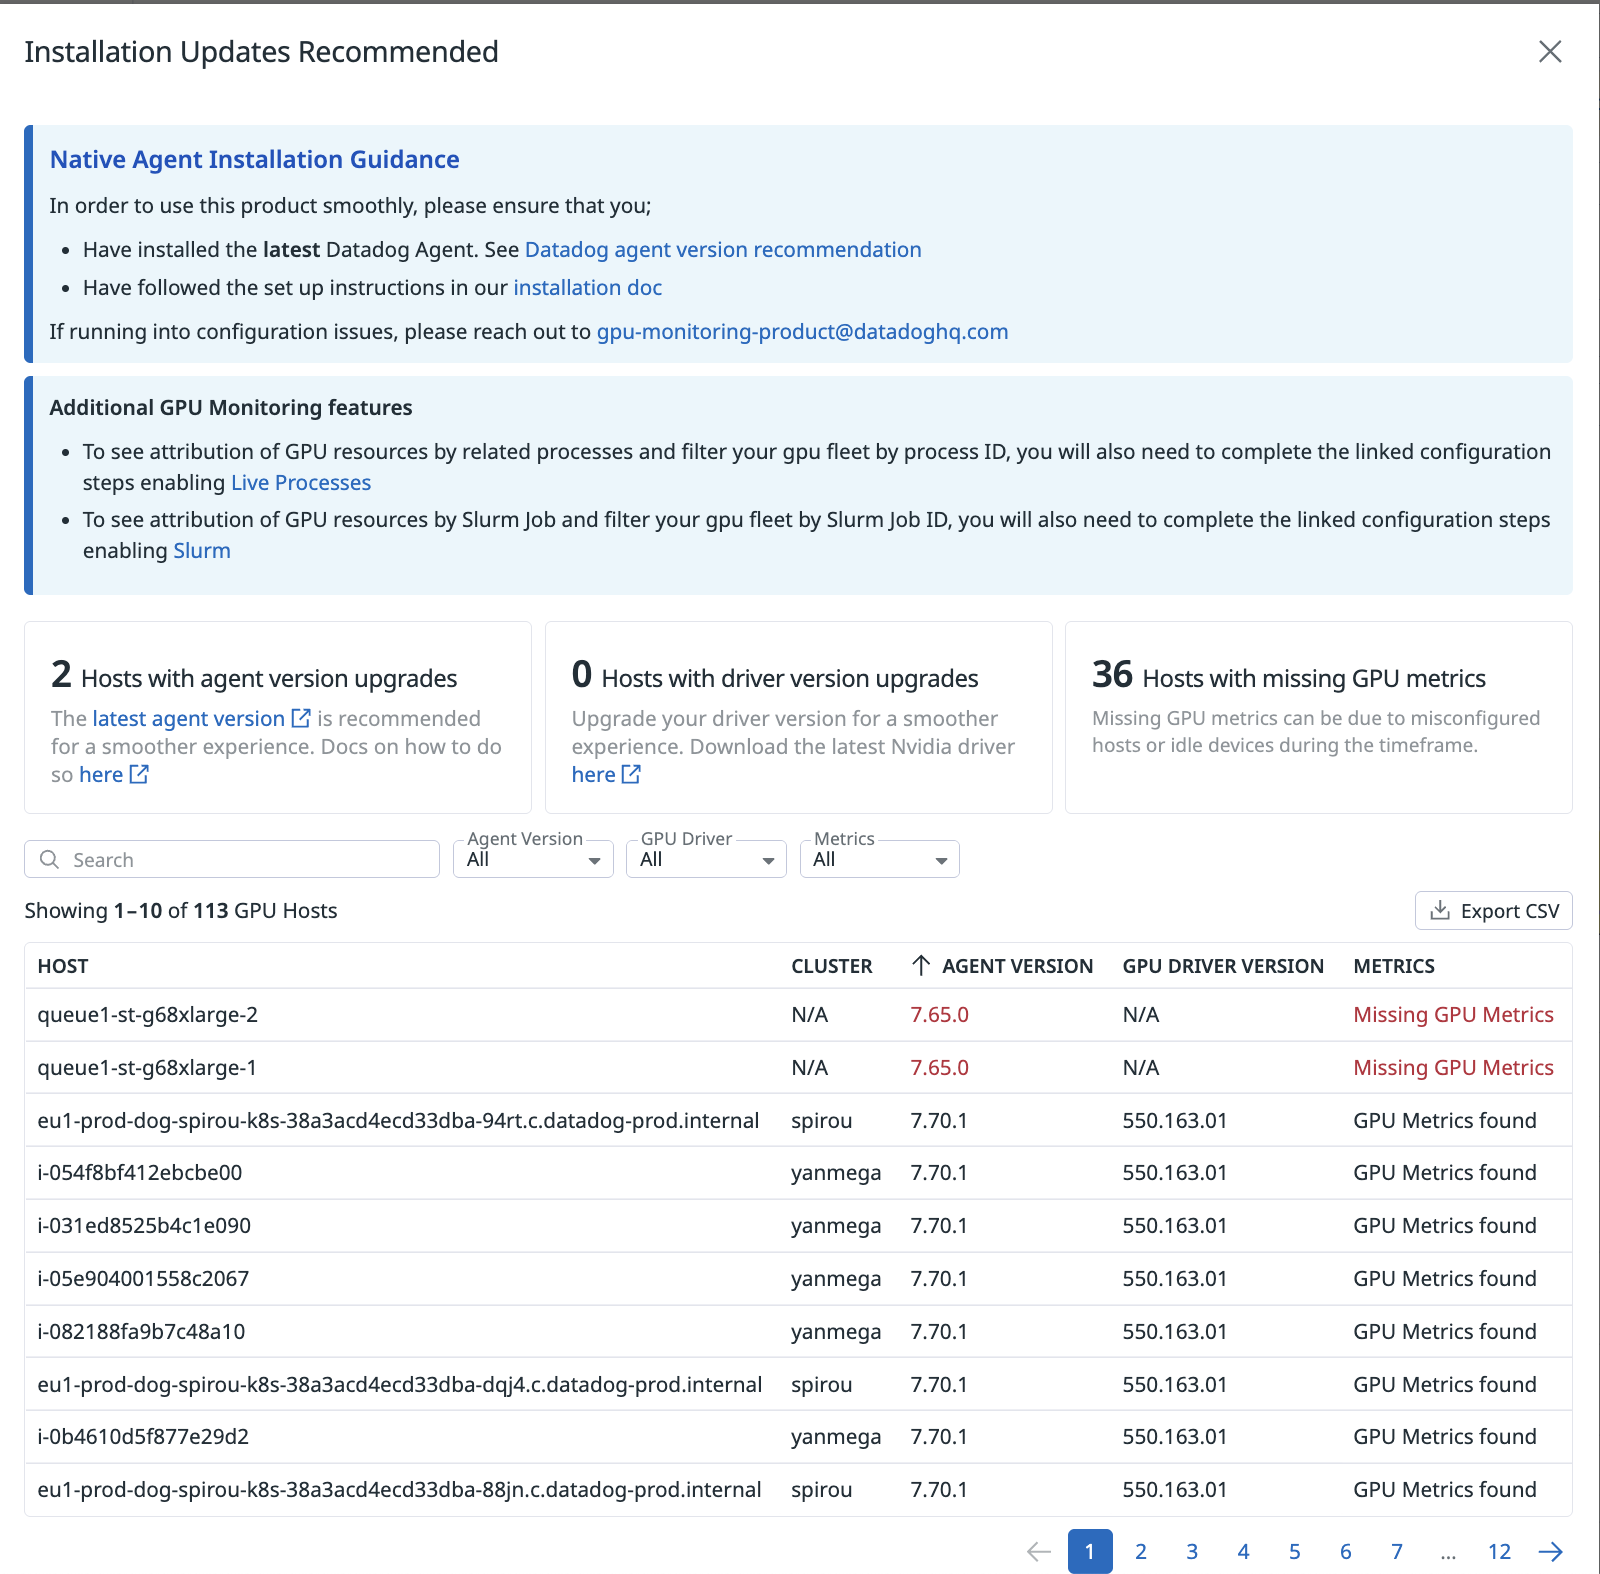 Installation Updates Recommended
Native Agent Installation Guidance
In order to use this product smoothly, please ensure that you;
• Have installed the latest Datadog Agent. See Datadog agent version recommendation
• Have followed the set up instructions in our installation doc
If running into configuration issues, please reach out to gpu-monitoring-product@datadoghq.com
Additional GPU Monitoring features
• To see attribution of GPU resources by related processes and filter your gpu fleet by process ID, you will also need to complete the linked configuration
steps enabling Live Processes
• To see attribution of GPU resources by Slurm Job and filter your gpu fleet by Slurm Job ID, you will also need to complete the linked configuration steps
enabling Slurm
2 Hosts with agent version upgrades
The latest agent version is recommended
for a smoother experience. Docs on how to do
so here
0 Hosts with driver version upgrades
Upgrade your driver version for a smoother
experience. Download the latest Nvidia driver
here
36 Hosts with missing GPU metrics
Missing GPU metrics can be due to misconfigured
hosts or idle devices during the timeframe.
Search
Agent Version
All
GPU Driver
All
Metrics
All
Showing 1–10 of 113 GPU Hosts
Export CSV
HOST CLUSTER AGENT VERSION GPU DRIVER VERSION METRICS
queue1-st-g68xlarge-2 N/A 7.65.0 N/A Missing GPU Metrics
queue1-st-g68xlarge-1 N/A 7.65.0 N/A Missing GPU Metrics
eu1-prod-dog-spirou-k8s-38a3acd4ecd33dba-94rt.c.datadog-prod.internal spirou 7.70.1 550.163.01 GPU Metrics found
i-054f8bf412ebcbe00 yanmega 7.70.1 550.163.01 GPU Metrics found
i-031ed8525b4c1e090 yanmega 7.70.1 550.163.01 GPU Metrics found
i-05e904001558c2067 yanmega 7.70.1 550.163.01 GPU Metrics found
i-082188fa9b7c48a10 yanmega 7.70.1 550.163.01 GPU Metrics found
eu1-prod-dog-spirou-k8s-38a3acd4ecd33dba-dqj4.c.datadog-prod.internal spirou 7.70.1 550.163.01 GPU Metrics found
i-0b4610d5f877e29d2 yanmega 7.70.1 550.163.01 GPU Metrics found
eu1-prod-dog-spirou-k8s-38a3acd4ecd33dba-88jn.c.datadog-prod.internal spirou 7.70.1 550.163.01 GPU Metrics found
1 2 3 4 5 6 7 ... 12